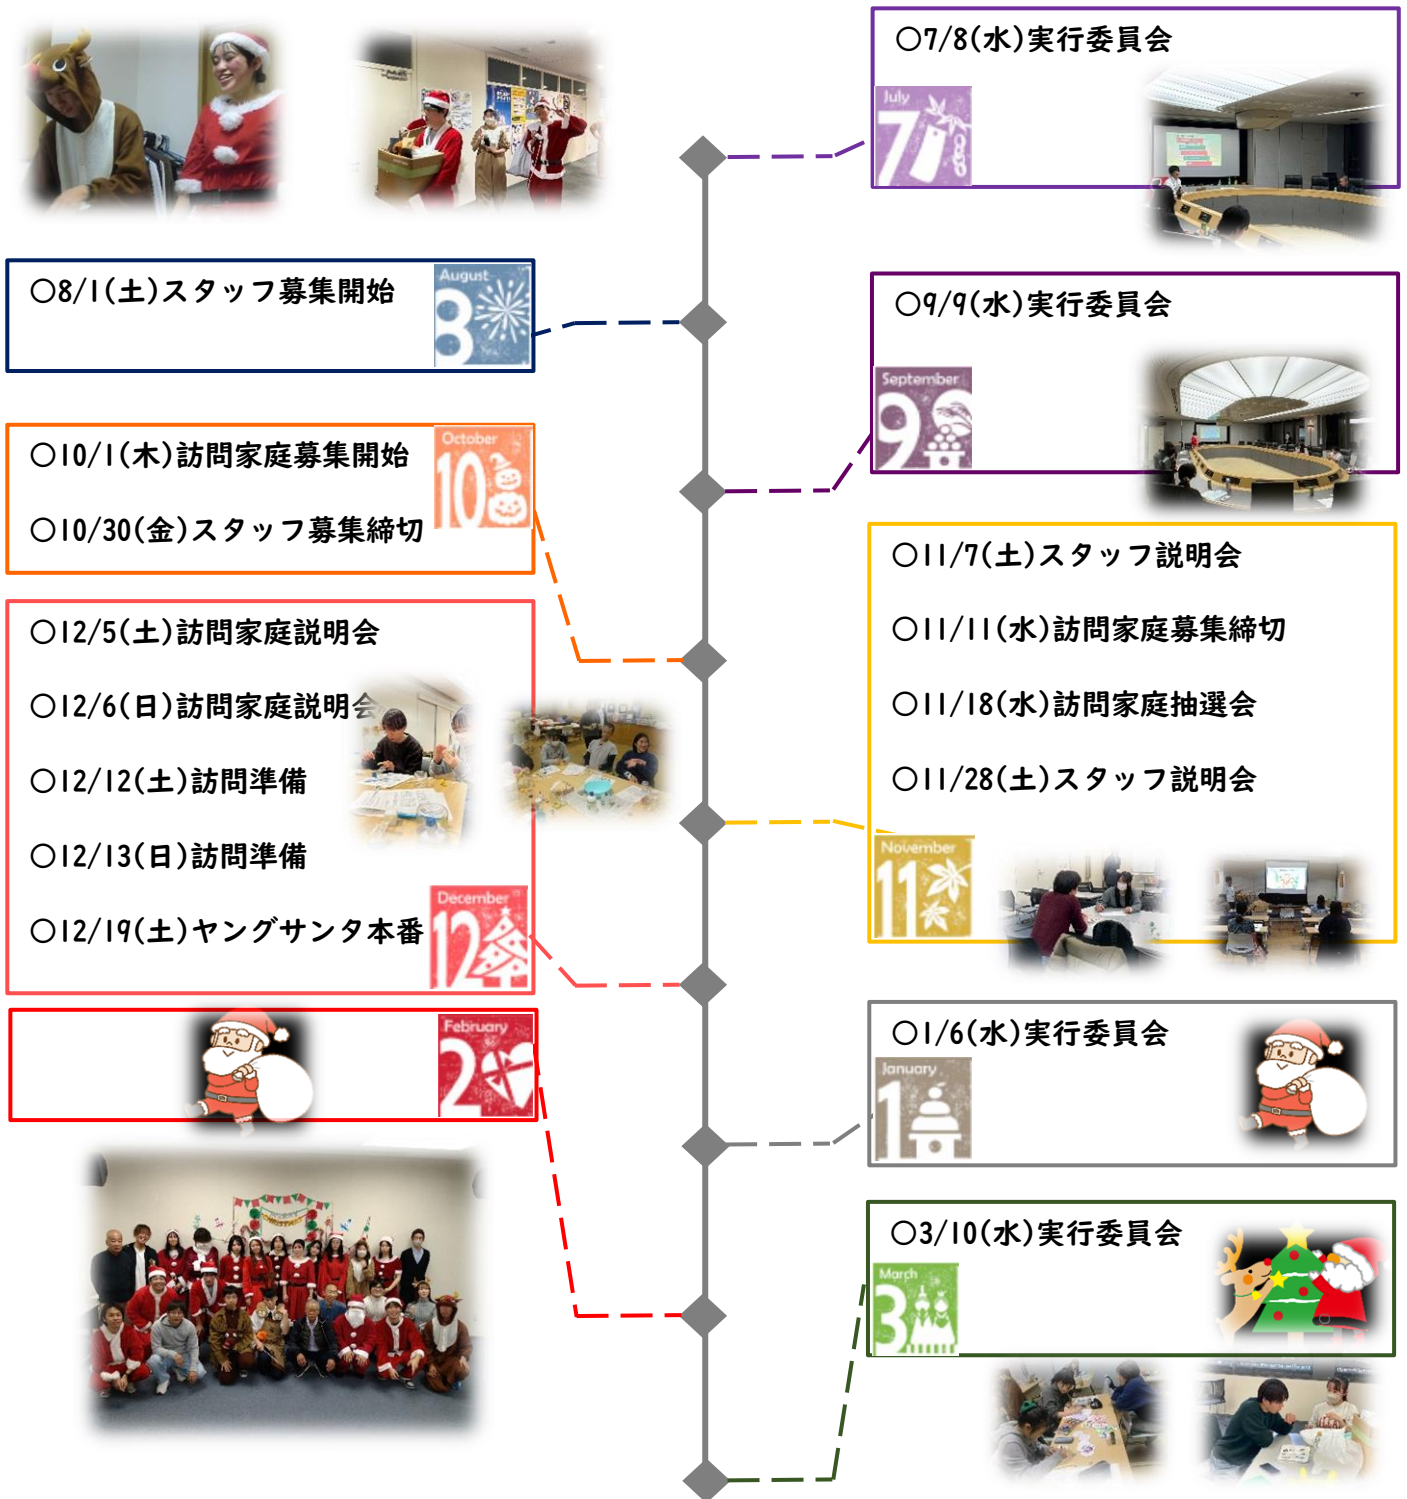 ○7/8(水)実行委員会
July
7
○8/1(土)スタッフ募集開始
August
8
○9/9(水)実行委員会
September
9
○10/1(木)訪問家庭募集開始
○10/30(金)スタッフ募集締切
October
10
○11/7(土)スタッフ説明会
○11/11(水)訪問家庭募集締切
○11/18(水)訪問家庭抽選会
○11/28(土)スタッフ説明会
November
11
○12/5(土)訪問家庭説明会
○12/6(日)訪問家庭説明会
○12/12(土)訪問準備
○12/13(日)訪問準備
○12/19(土)ヤングサンタ本番
December
12
○1/6(水)実行委員会
January
1
February
2
○3/10(水)実行委員会
March
3